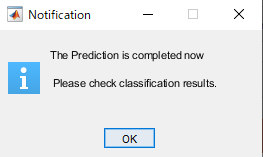 Notification
The Prediction is completed now
Please check classification results.
OK